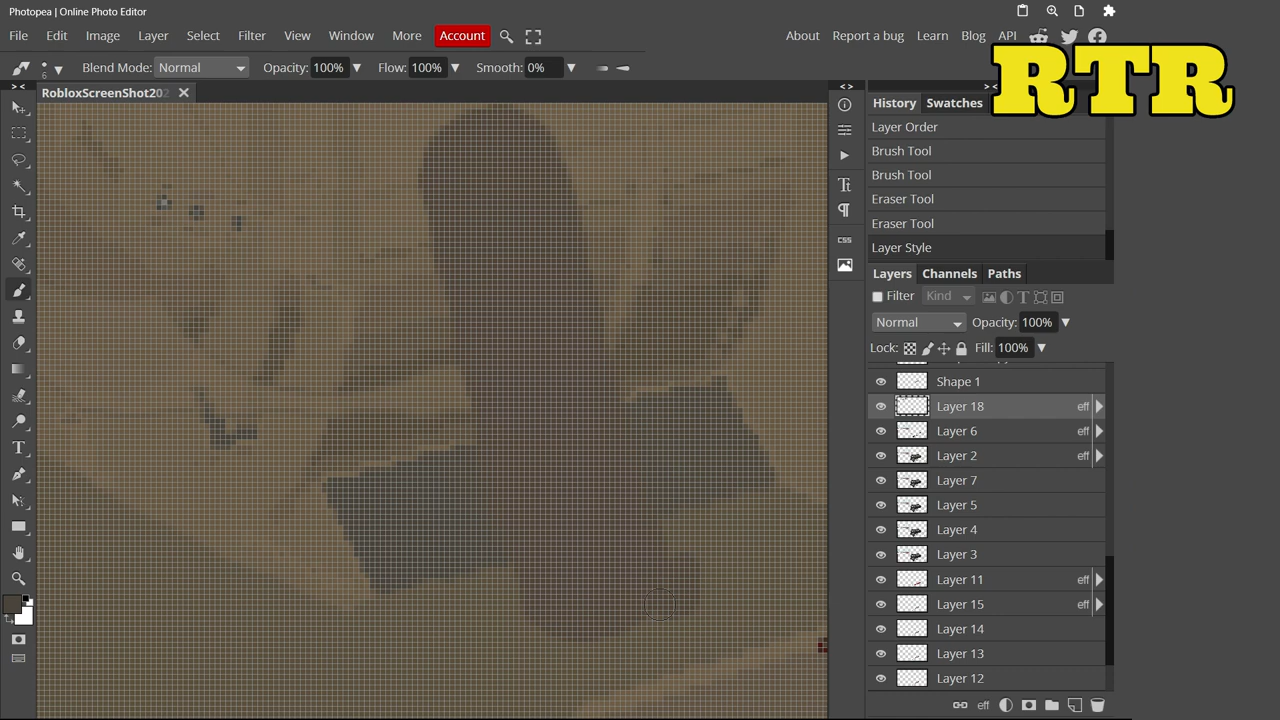 Photopea | Online Photo Editor
File Edit Image Layer Select Filter View Window More Account
About Report a bug Learn Blog API
RTR
6 Blend Mode: Normal Opacity: 100% Flow: 100% Smooth: 0%
RobloxScreenShot202
History Swatches
Layer Order
Brush Tool
Brush Tool
Eraser Tool
Eraser Tool
Layer Style
CSS
Layers Channels Paths
Filter Kind
Normal Opacity: 100%
Lock: Fill: 100%
Shape 1
Layer 18 eff
Layer 6 eff
Layer 2 eff
Layer 7
Layer 5
Layer 4
Layer 3
Layer 11 eff
Layer 15 eff
Layer 14
Layer 13
Layer 12
eff